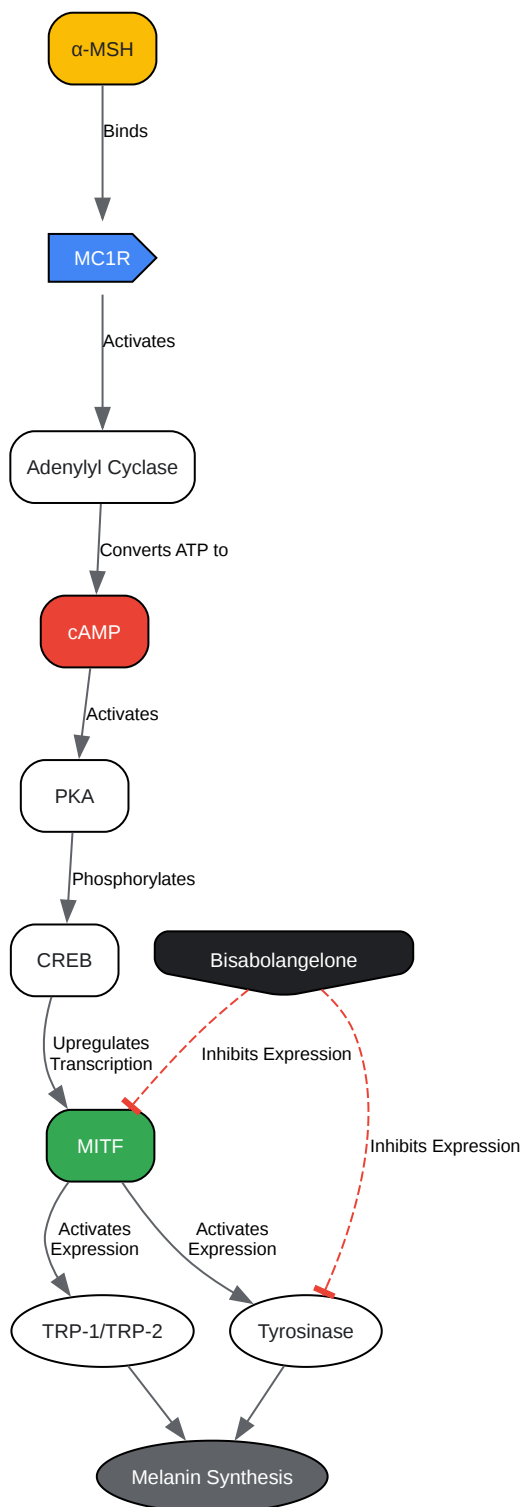 α-MSH
Binds
MC1R
Activates
Adenylyl Cyclase
Converts ATP to
cAMP
Activates
PKA
Phosphorylates
CREB
Bisabolangelone
Upregulates
Transcription
Inhibits Expression
MITF
Inhibits Expression
Activates
Expression
Activates
Expression
TRP-1/TRP-2
Tyrosinase
Melanin Synthesis